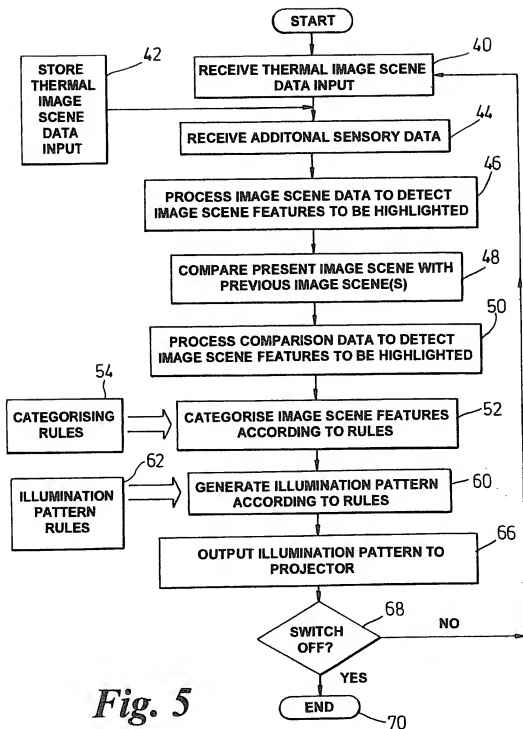 START
40
RECEIVE THERMAL IMAGE SCENE
DATA INPUT
42
STORE
THERMAL
IMAGE
SCENE
DATA
INPUT
44
RECEIVE ADDITONAL SENSORY DATA
46
PROCESS IMAGE SCENE DATA TO DETECT
IMAGE SCENE FEATURES TO BE HIGHLIGHTED
48
COMPARE PRESENT IMAGE SCENE WITH
PREVIOUS IMAGE SCENE(S)
50
PROCESS COMPARISON DATA TO DETECT
IMAGE SCENE FEATURES TO BE HIGHLIGHTED
54
CATEGORISING
RULES
52
CATEGORISE IMAGE SCENE FEATURES
ACCORDING TO RULES
62
ILLUMINATION
PATTERN
RULES
60
GENERATE ILLUMINATION PATTERN
ACCORDING TO RULES
66
OUTPUT ILLUMINATION PATTERN TO
PROJECTOR
68
SWITCH
OFF?
NO
YES
END
70
Fig. 5